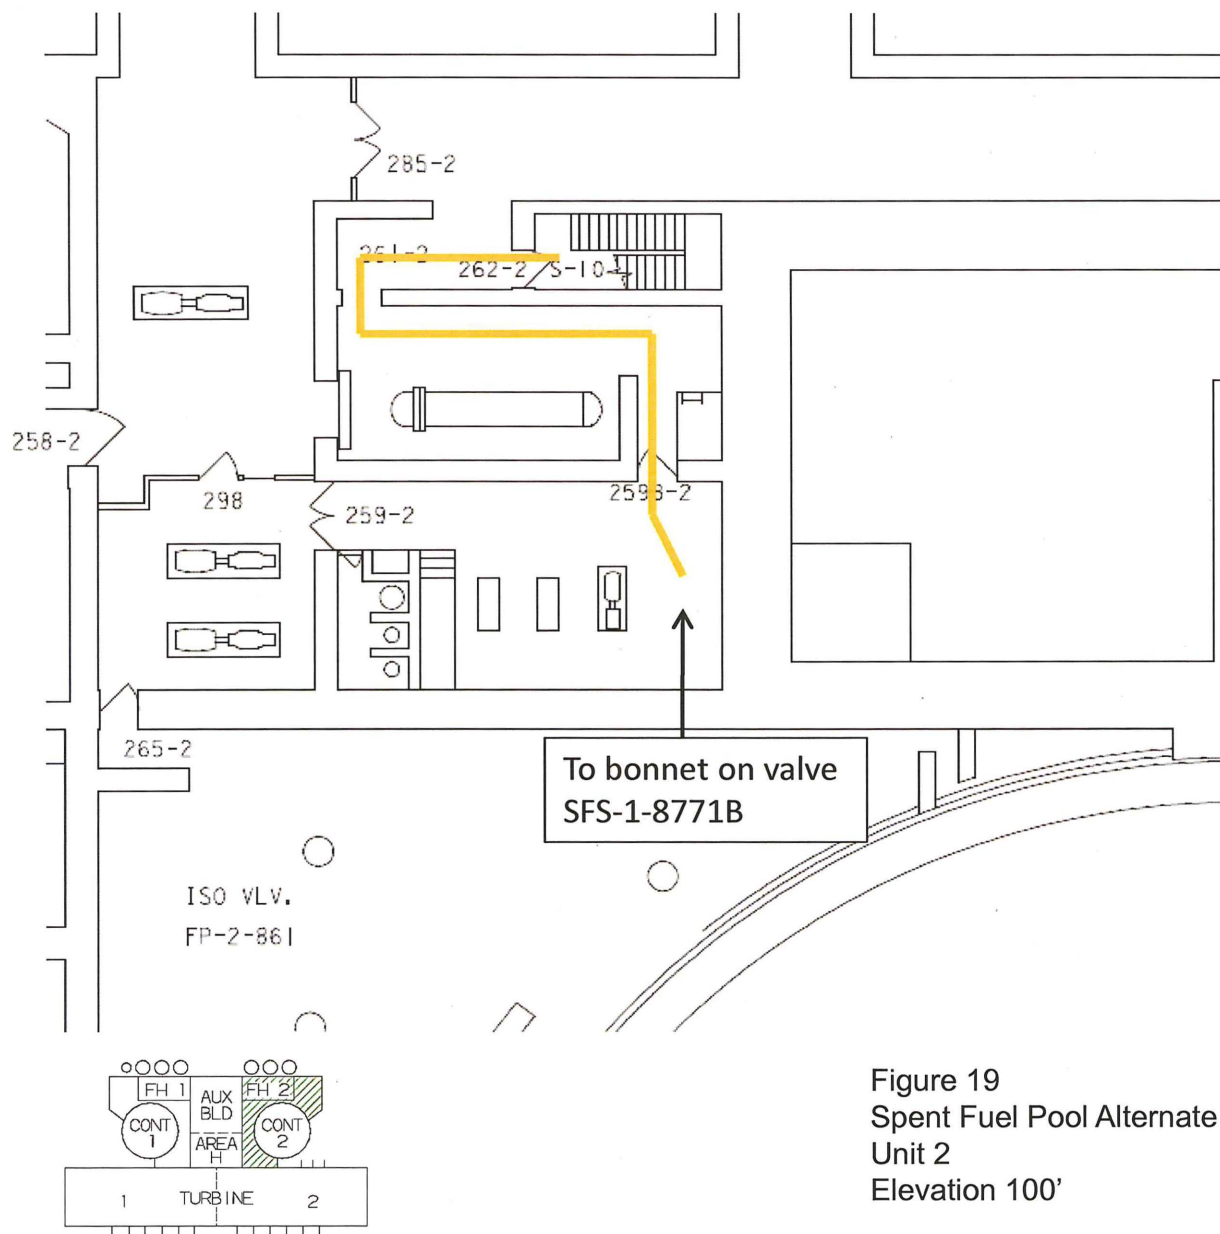 285-2
261-2
262-2 S-10
258-2
298
259-2
259B-2
265-2
To bonnet on valve
SFS-1-8771B
ISO VLV.
FP-2-861
FH 1
AUX
BLD
FH 2
CONT
1
CONT
2
AREA
H
1
TURBINE
2
Figure 19
Spent Fuel Pool Alternate
Unit 2
Elevation 100'